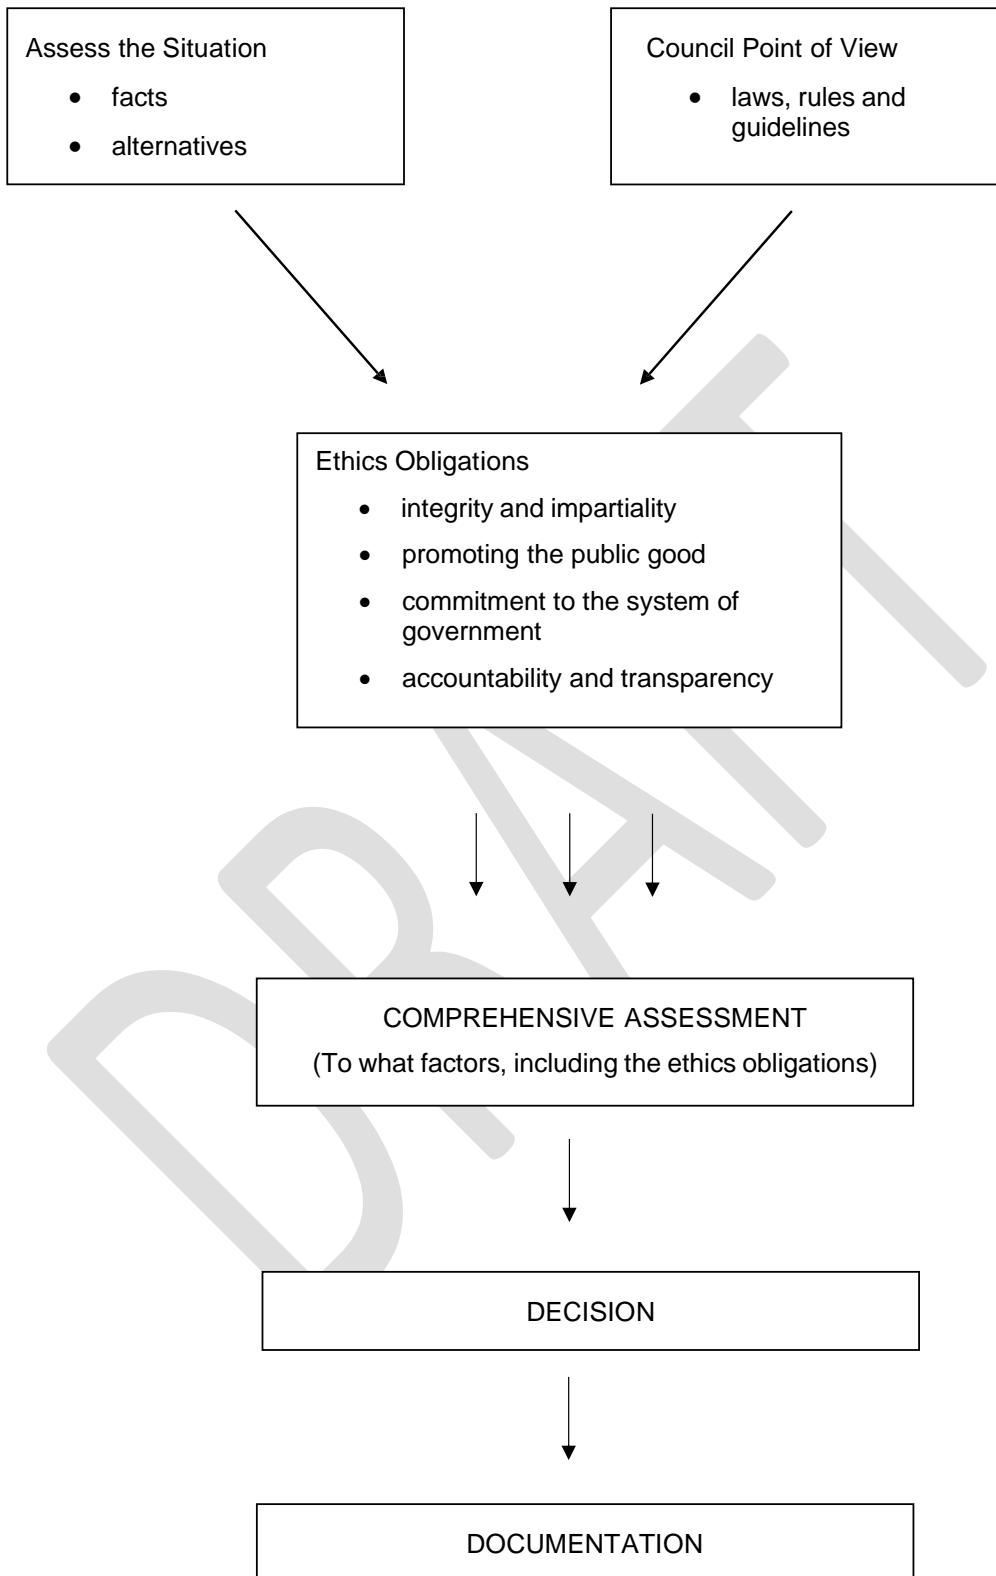 Assess the Situation
• facts
• alternatives
Council Point of View
• laws, rules and
guidelines
Ethics Obligations
• integrity and impartiality
• promoting the public good
• commitment to the system of
government
• accountability and transparency
COMPREHENSIVE ASSESSMENT
(To what factors, including the ethics obligations)
DECISION
DOCUMENTATION
DRAFT